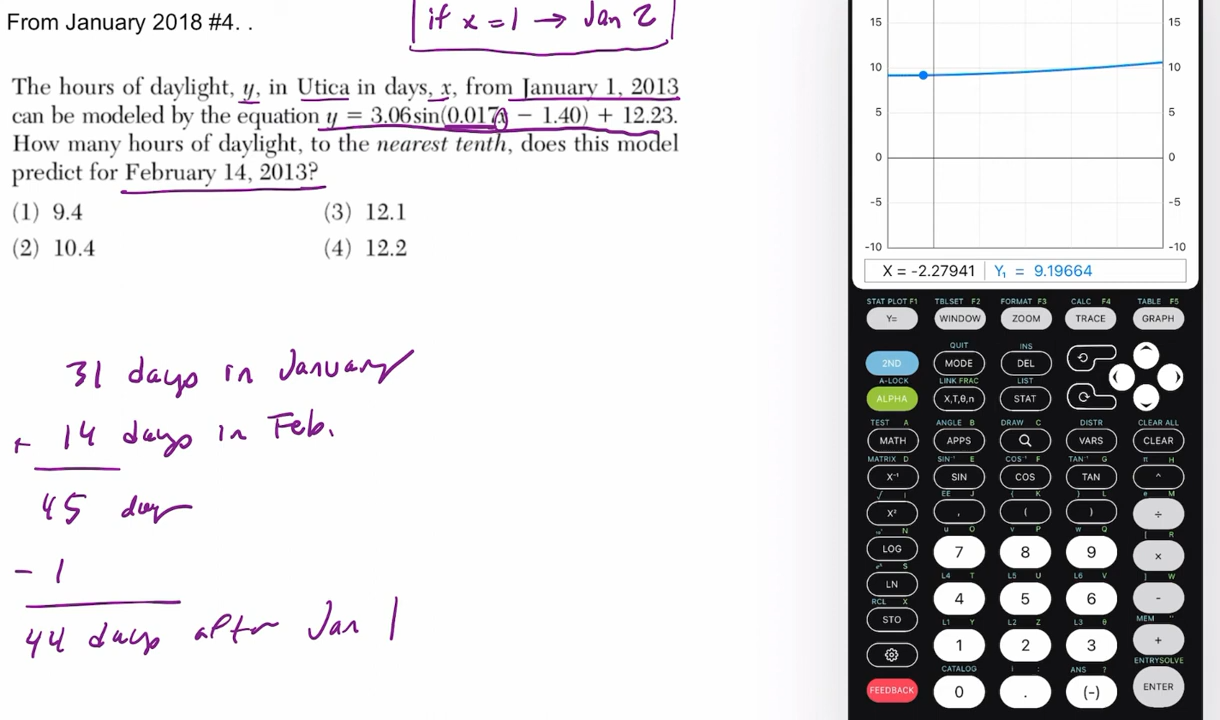 From January 2018 #4. .
if x = 1 → Jan 2
The hours of daylight, y, in Utica in days, x, from January 1, 2013
can be modeled by the equation y = 3.06sin(0.017x − 1.40) + 12.23.
How many hours of daylight, to the nearest tenth, does this model
predict for February 14, 2013?
(1) 9.4 (3) 12.1
(2) 10.4 (4) 12.2
31 days in January
+ 14 days in Feb.
45 days
- 1
44 days after Jan 1
15 15
10 10
5 5
0 0
-5 -5
-10 -10
X = -2.27941 Y₁ = 9.19664
STAT PLOT F1 TBLSET F2 FORMAT F3 CALC F4 TABLE F5
Y= WINDOW ZOOM TRACE GRAPH
QUIT INS
2ND MODE DEL
A-LOCK LINK FRAC LIST
ALPHA X,T,θ,n STAT
TEST A ANGLE B DRAW C DISTR CLEAR ALL
MATH APPS VARS CLEAR
MATRIX D SIN⁻¹ E COS⁻¹ F TAN⁻¹ G π H
X⁻¹ SIN COS TAN ^
√ I EE J { K } L e M
X² , ( ) ÷
10ˣ N u O v P w Q [ R
LOG 7 8 9 ×
eˣ S L4 T L5 U L6 V ] W
LN 4 5 6 -
RCL X L1 Y L2 Z L3 θ MEM "
STO 1 2 3 +
CATALOG i : ANS ? ENTRYSOLVE
FEEDBACK 0 . (-) ENTER